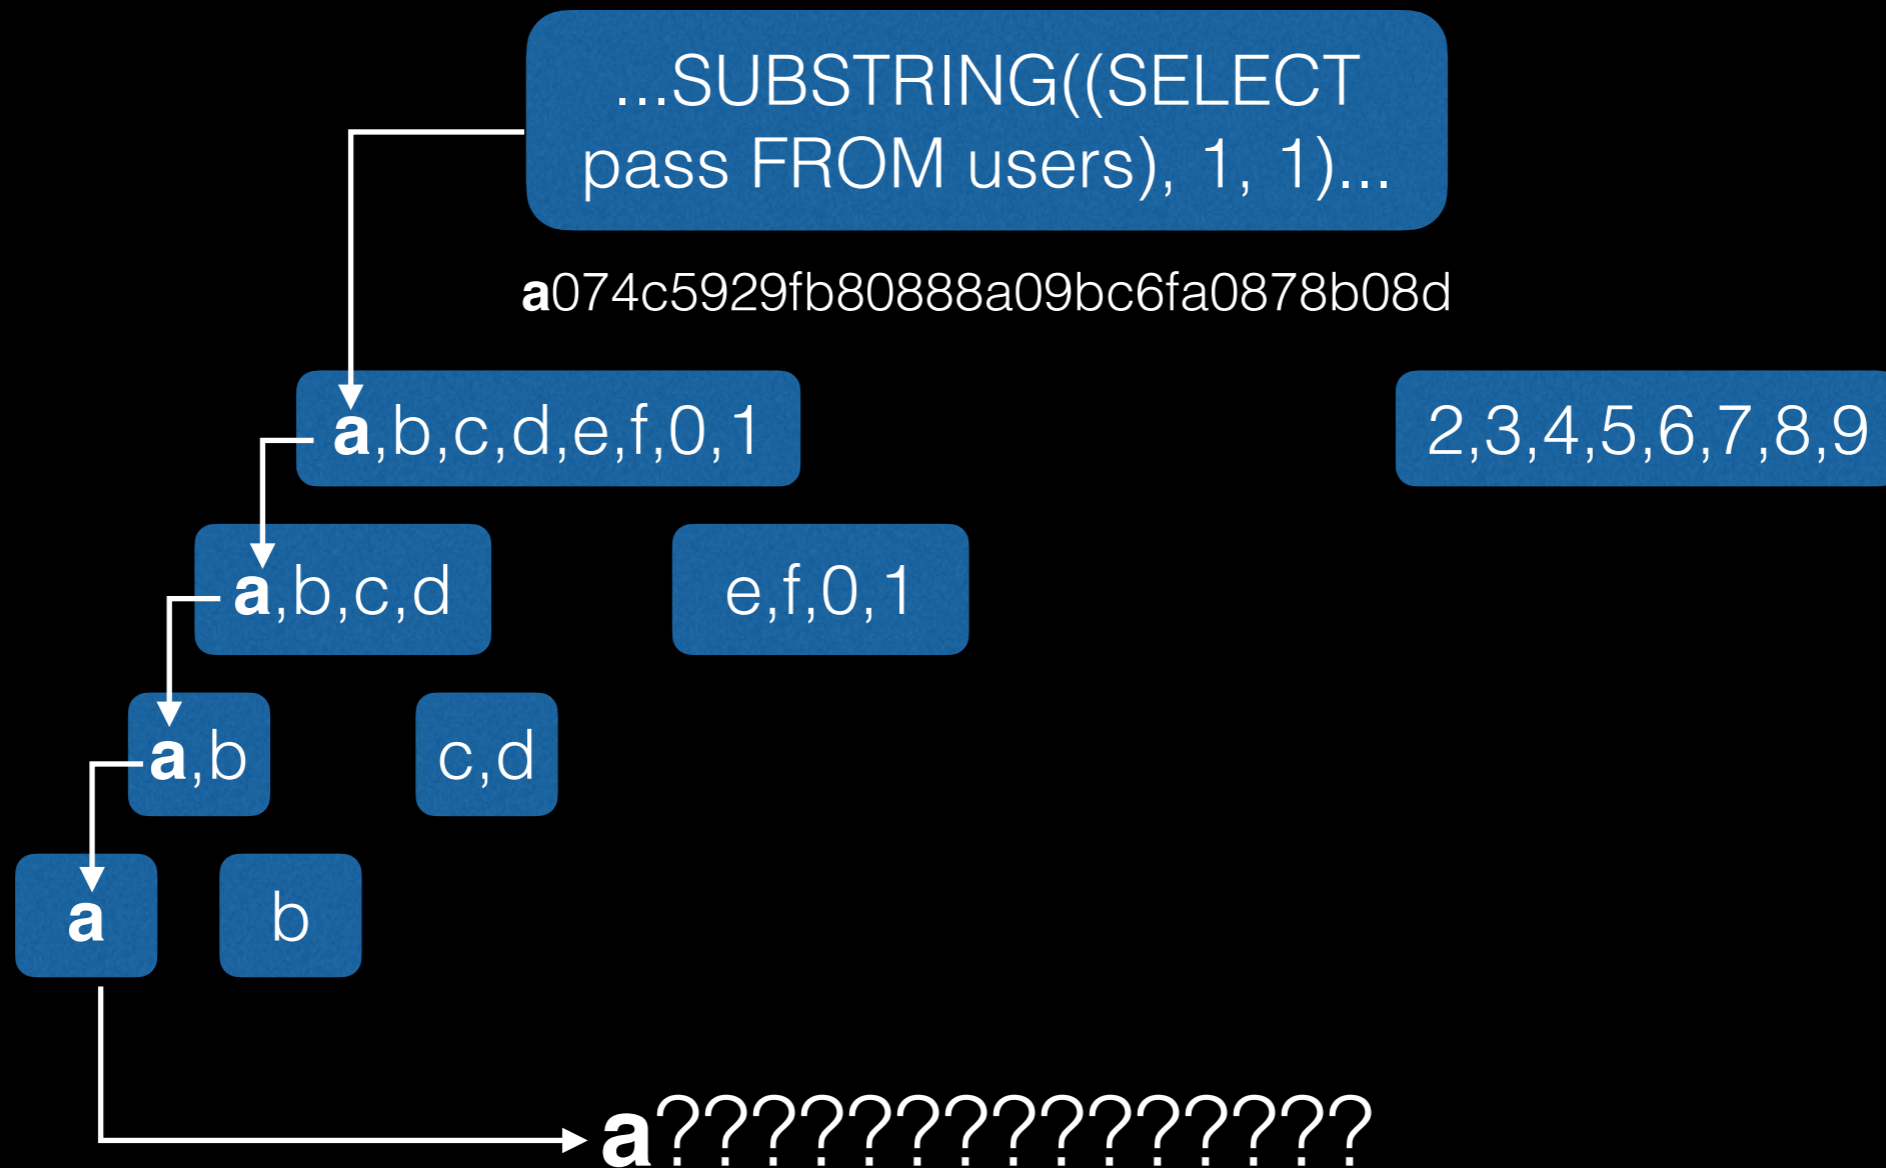 ...SUBSTRING((SELECT
pass FROM users), 1, 1)...
a074c5929fb80888a09bc6fa0878b08d
a,b,c,d,e,f,0,1
2,3,4,5,6,7,8,9
a,b,c,d
e,f,0,1
a,b
c,d
a
b
a???????????????